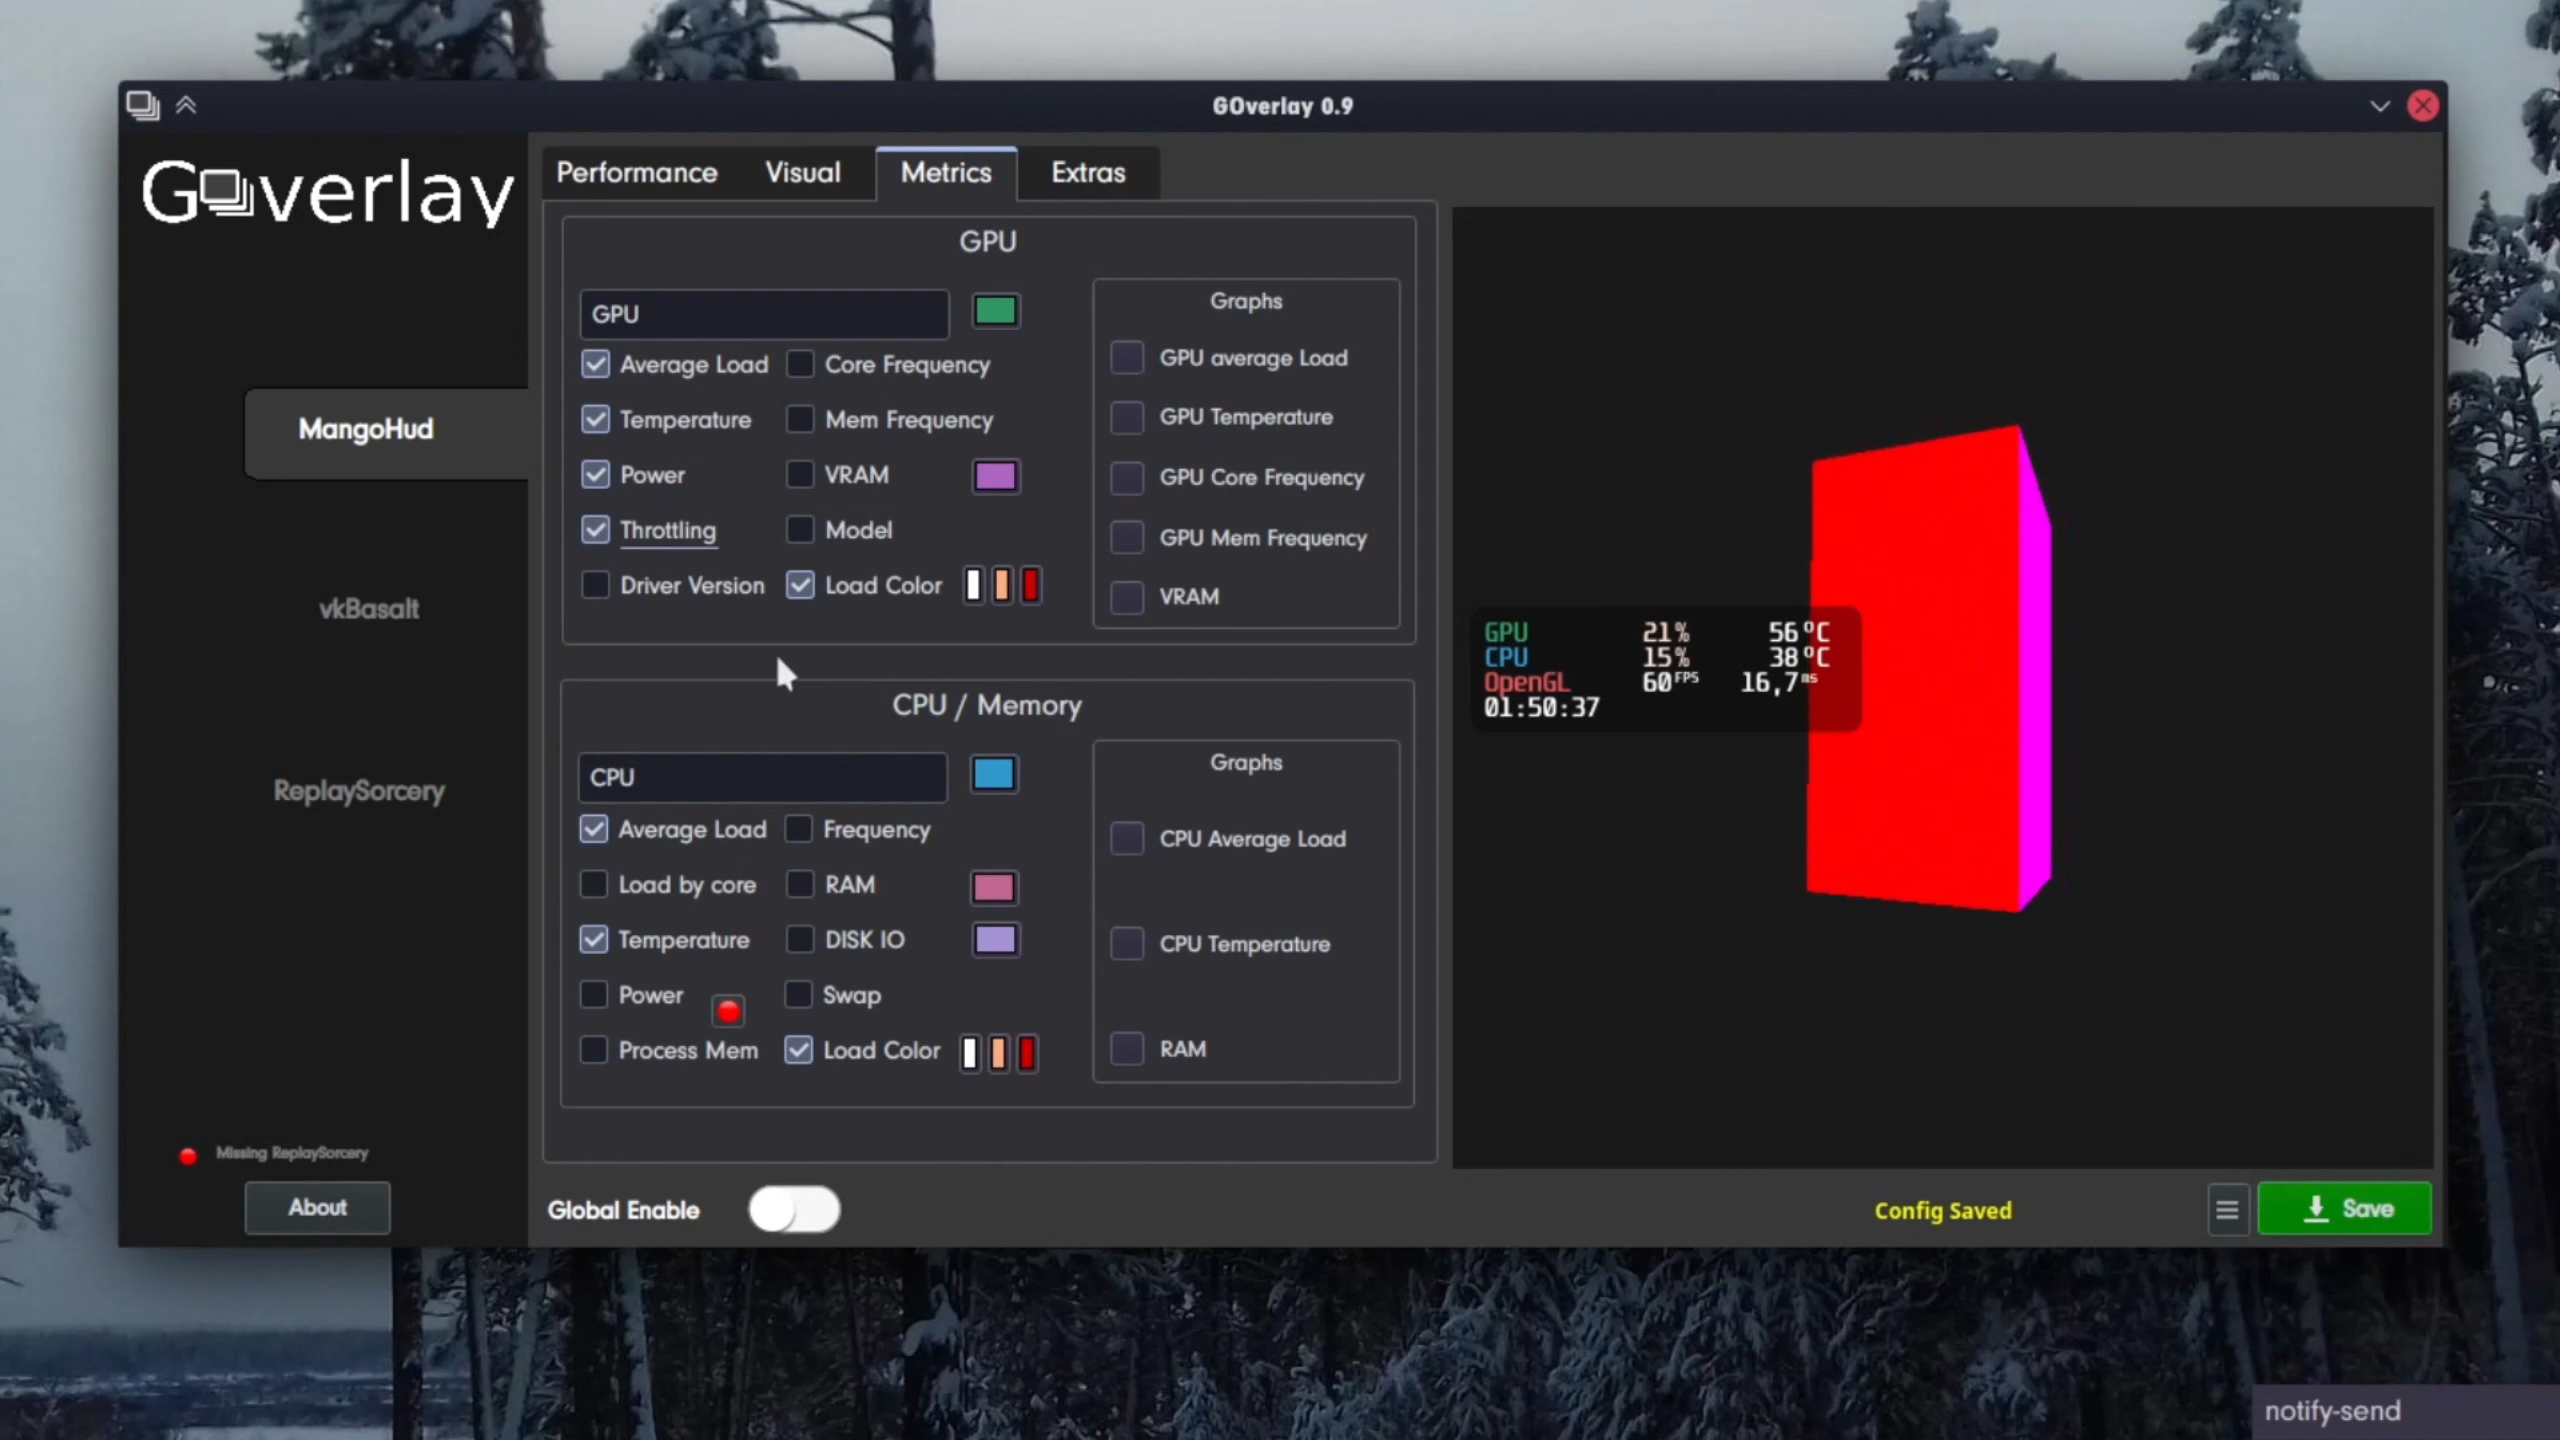 GOverlay 0.9
Goverlay
MangoHud
vkBasalt
ReplaySorcery
Missing ReplaySorcery
About
Performance Visual Metrics Extras
GPU
GPU
Average Load Core Frequency
Temperature Mem Frequency
Power VRAM
Throttling Model
Driver Version Load Color
Graphs
GPU average Load
GPU Temperature
GPU Core Frequency
GPU Mem Frequency
VRAM
CPU / Memory
CPU
Average Load Frequency
Load by core RAM
Temperature DISK IO
Power Swap
Process Mem Load Color
Graphs
CPU Average Load
CPU Temperature
RAM
GPU 21% 56°C
CPU 15% 38°C
OpenGL 60FPS 16,7ms
01:50:37
Global Enable
Config Saved
Save
notify-send